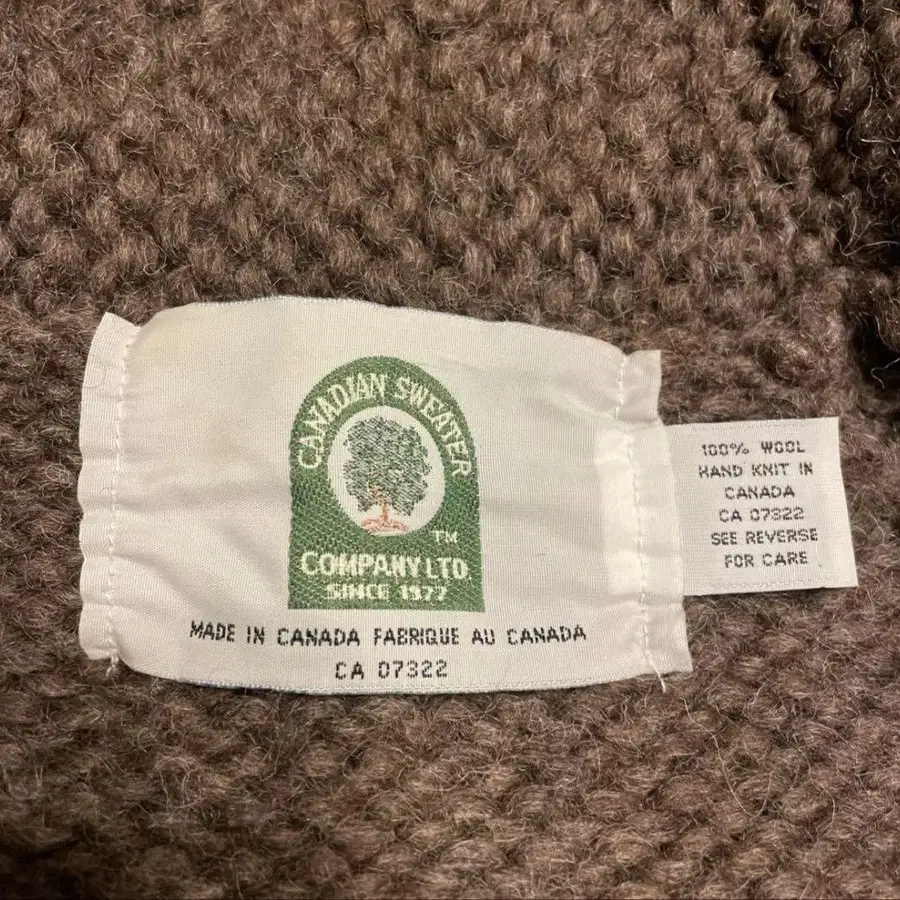 CANADIAN SWEATER
TM
COMPANY LTD.
SINCE 1977
MADE IN CANADA FABRIQUE AU CANADA
CA 07322
100% WOOL
HAND KNIT IN
CANADA
CA 07322
SEE REVERSE
FOR CARE